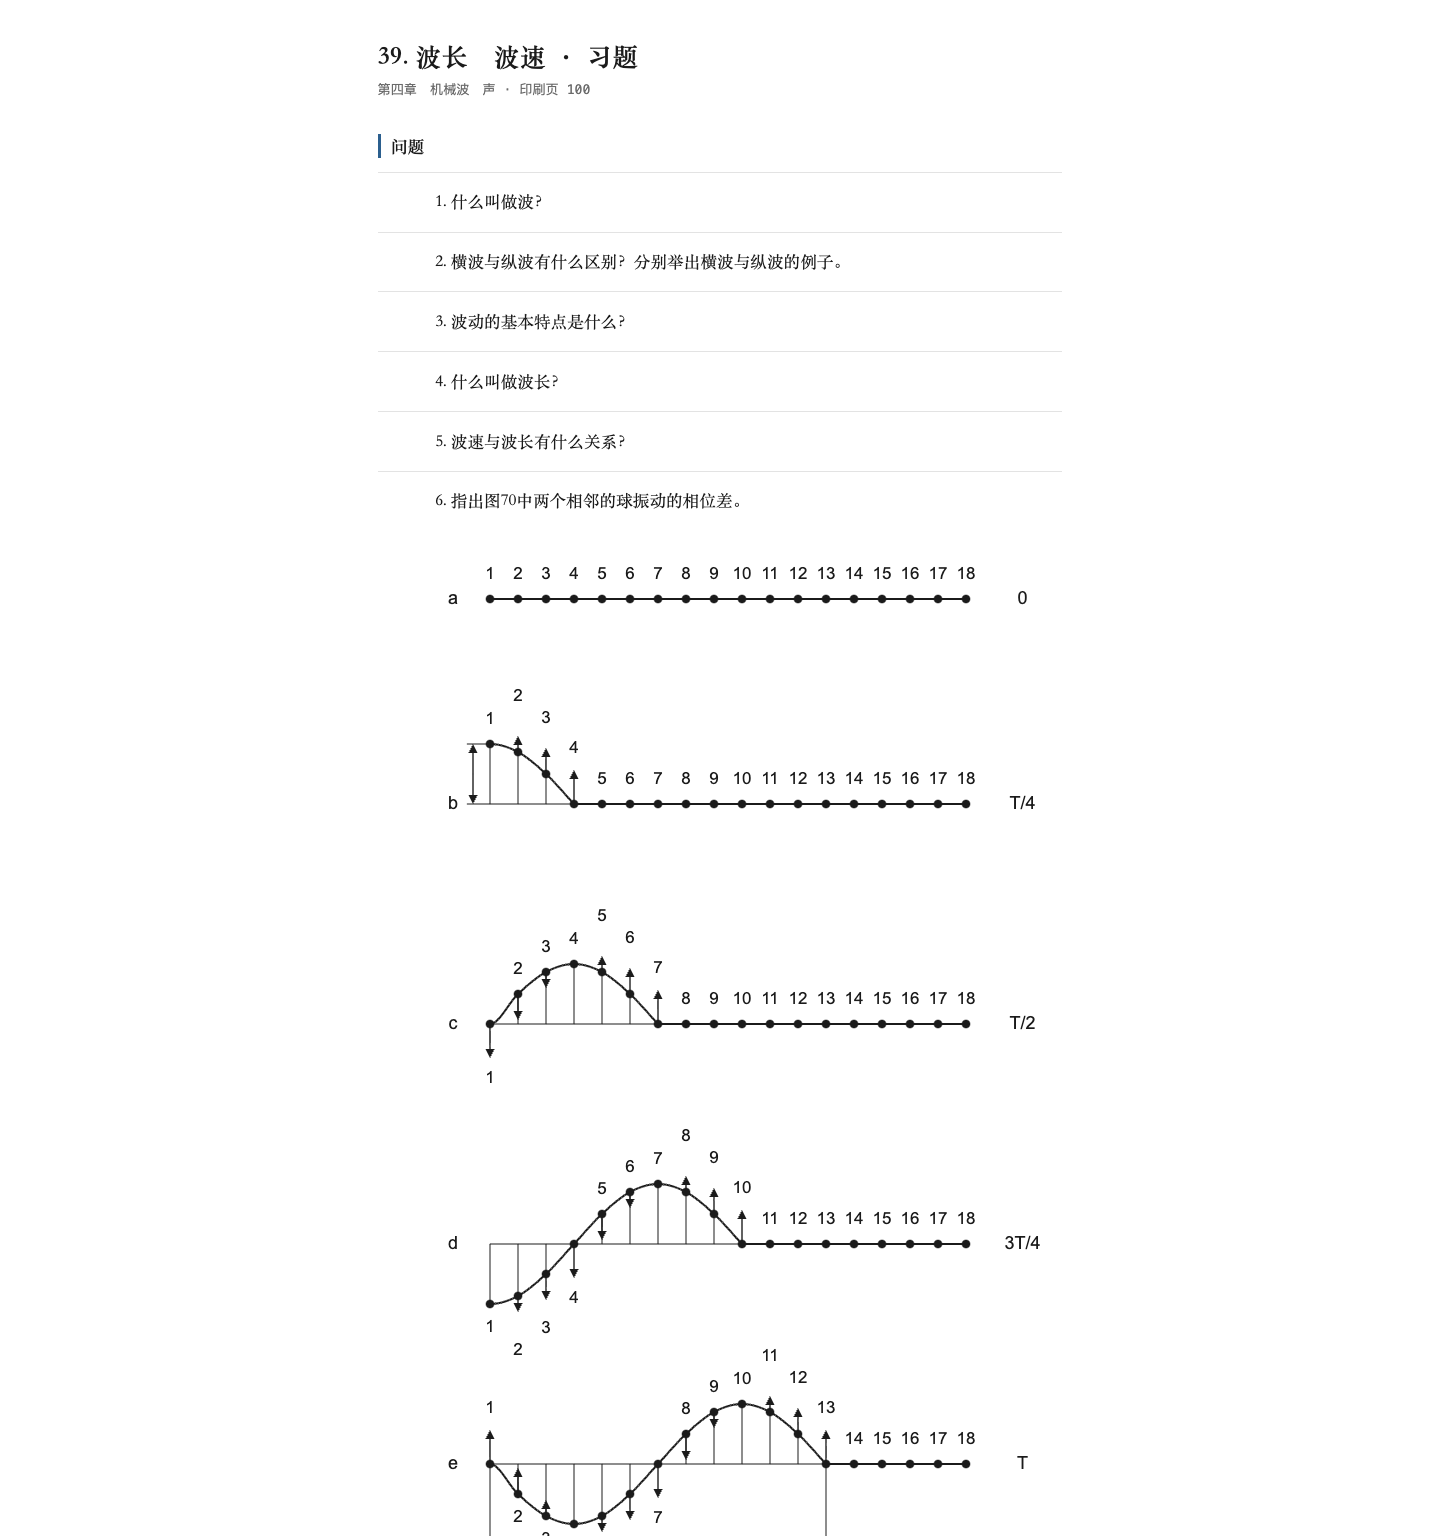 39. 波长　波速 · 习题
第四章　机械波　声 · 印刷页 100
问题
1. 什么叫做波?
2. 横波与纵波有什么区别? 分别举出横波与纵波的例子。
3. 波动的基本特点是什么?
4. 什么叫做波长?
5. 波速与波长有什么关系?
6. 指出图70中两个相邻的球振动的相位差。
1 2 3 4 5 6 7 8 9 10 11 12 13 14 15 16 17 18
a 0
2
1 3
4
5 6 7 8 9 10 11 12 13 14 15 16 17 18
b T/4
5
3 4 6
2 7
8 9 10 11 12 13 14 15 16 17 18
c T/2
1
8
6 7 9
5 10
11 12 13 14 15 16 17 18
d 3T/4
4
1 3
2
11
9 10 12
1 8 13
14 15 16 17 18
e T
2 7